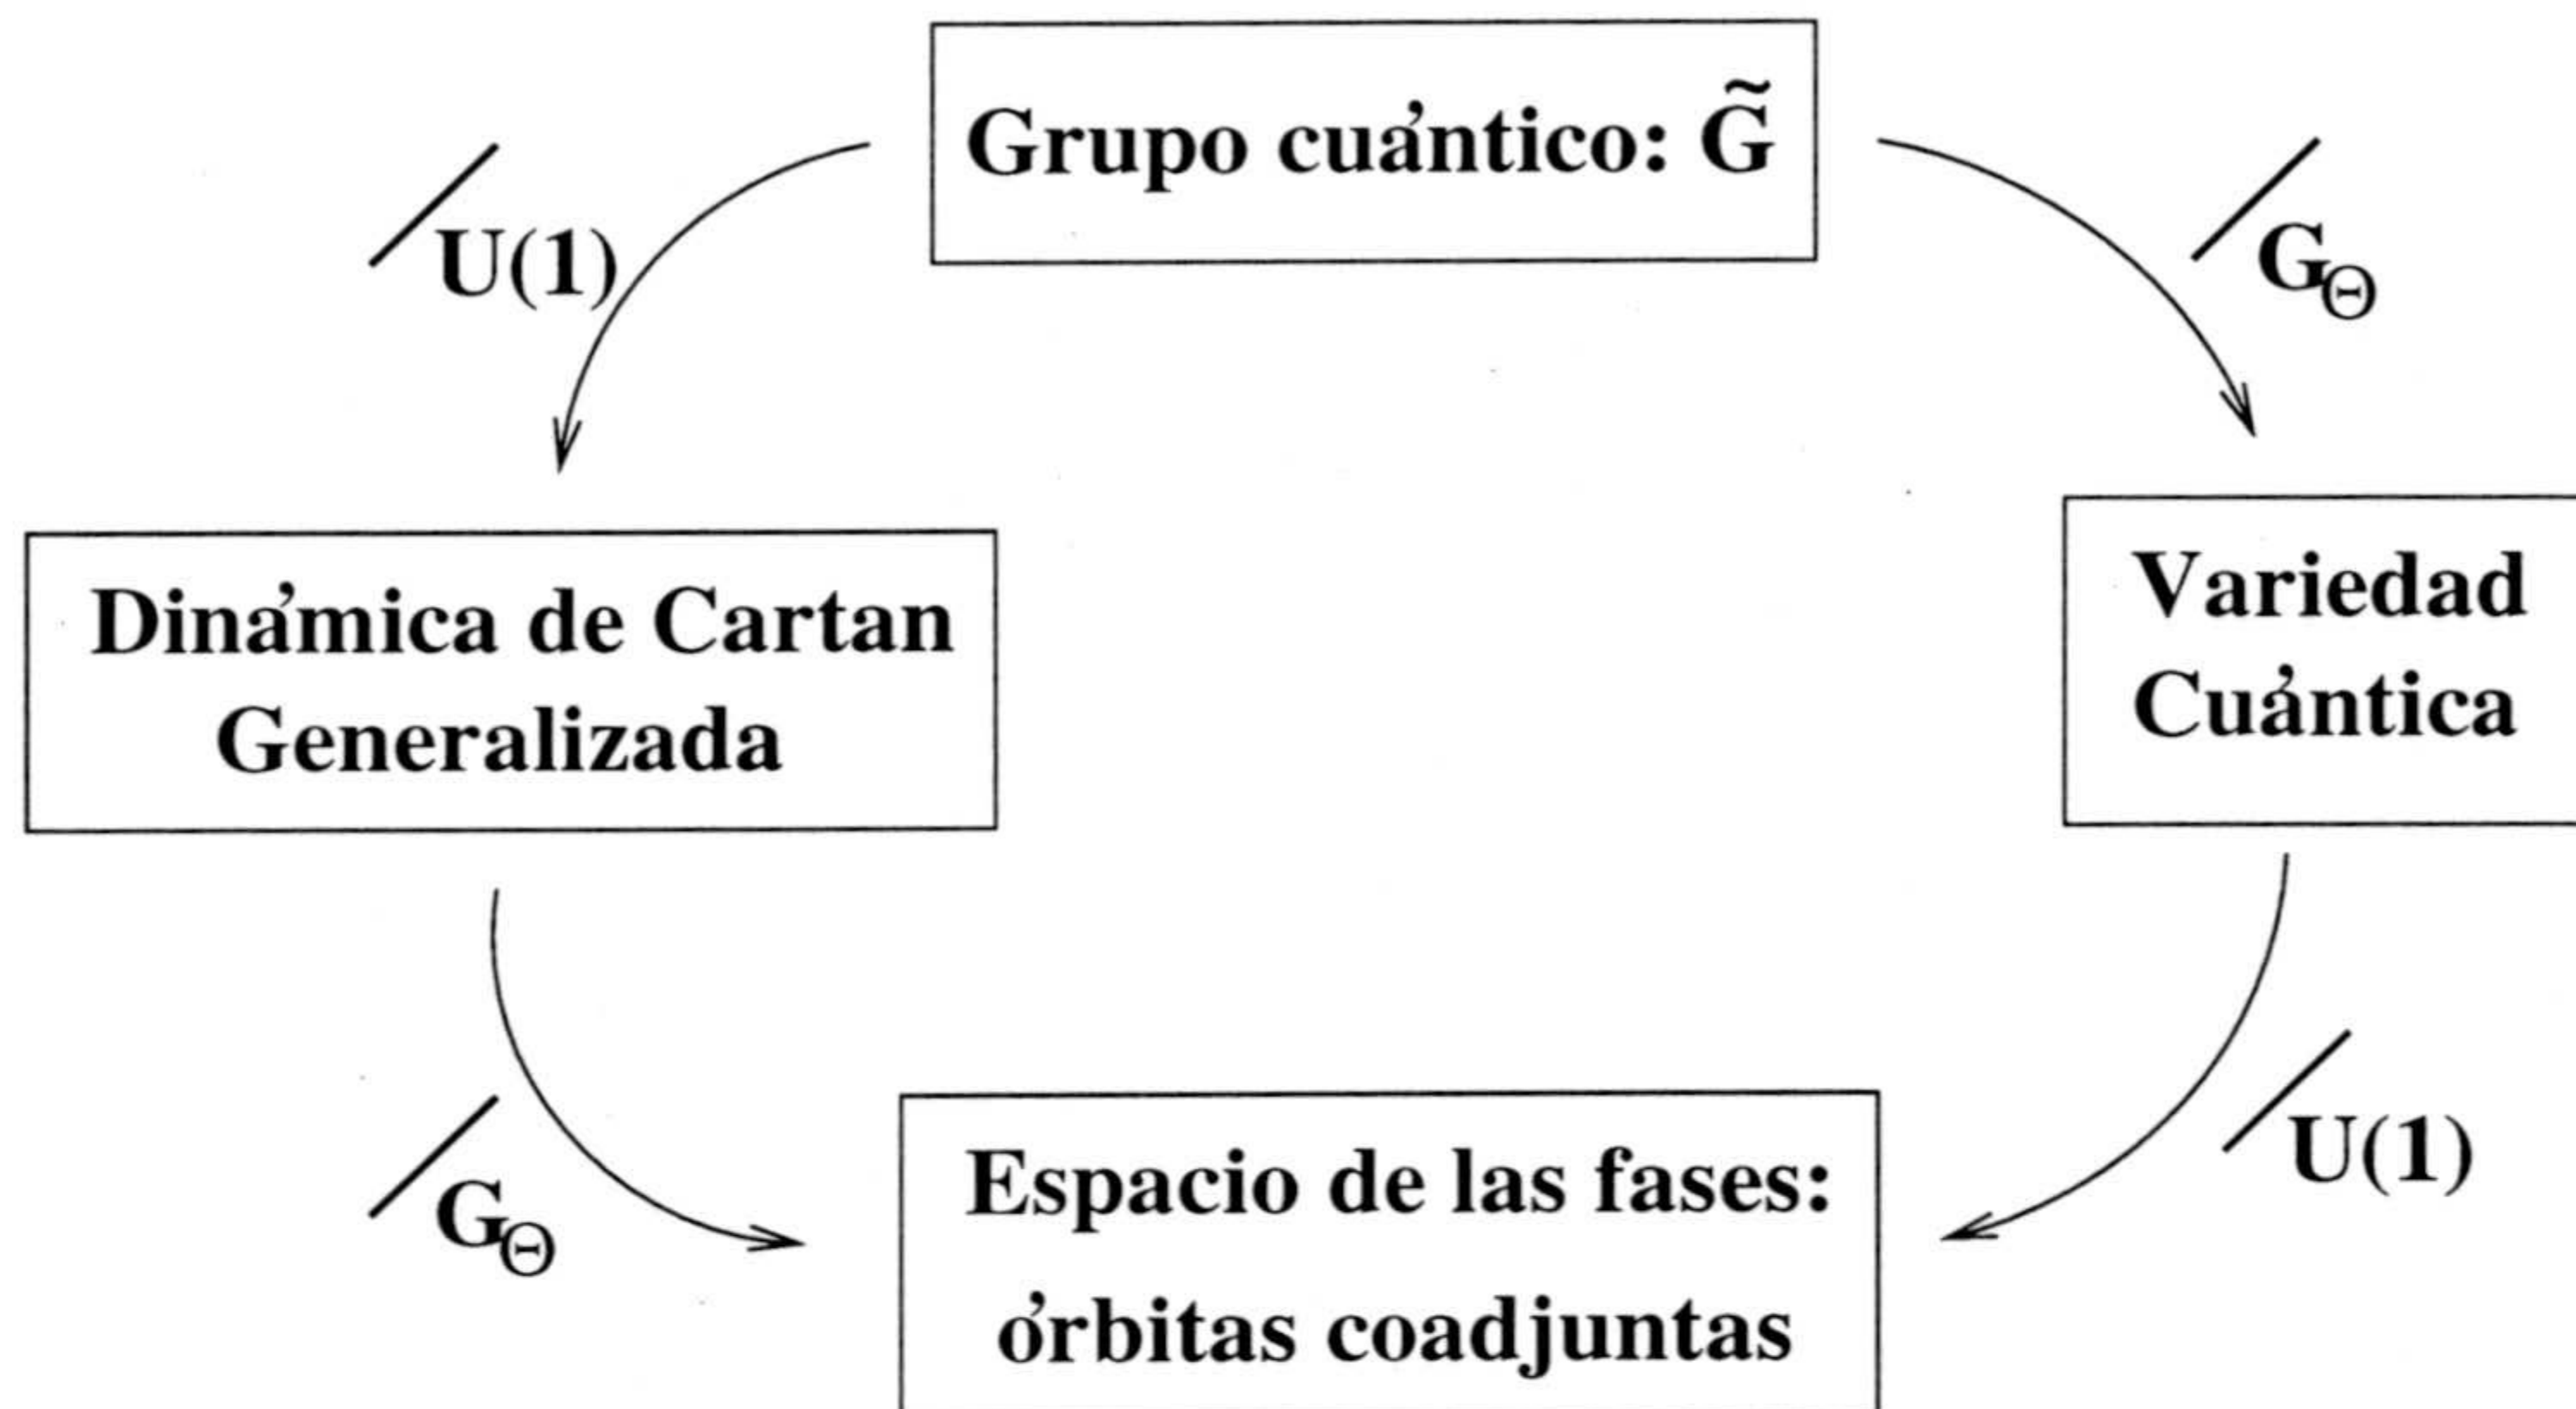 Grupo cuántico: G̃
/U(1)
/G_Θ
Dinámica de Cartan
Generalizada
Variedad
Cuántica
/G_Θ
/U(1)
Espacio de las fases:
órbitas coadjuntas